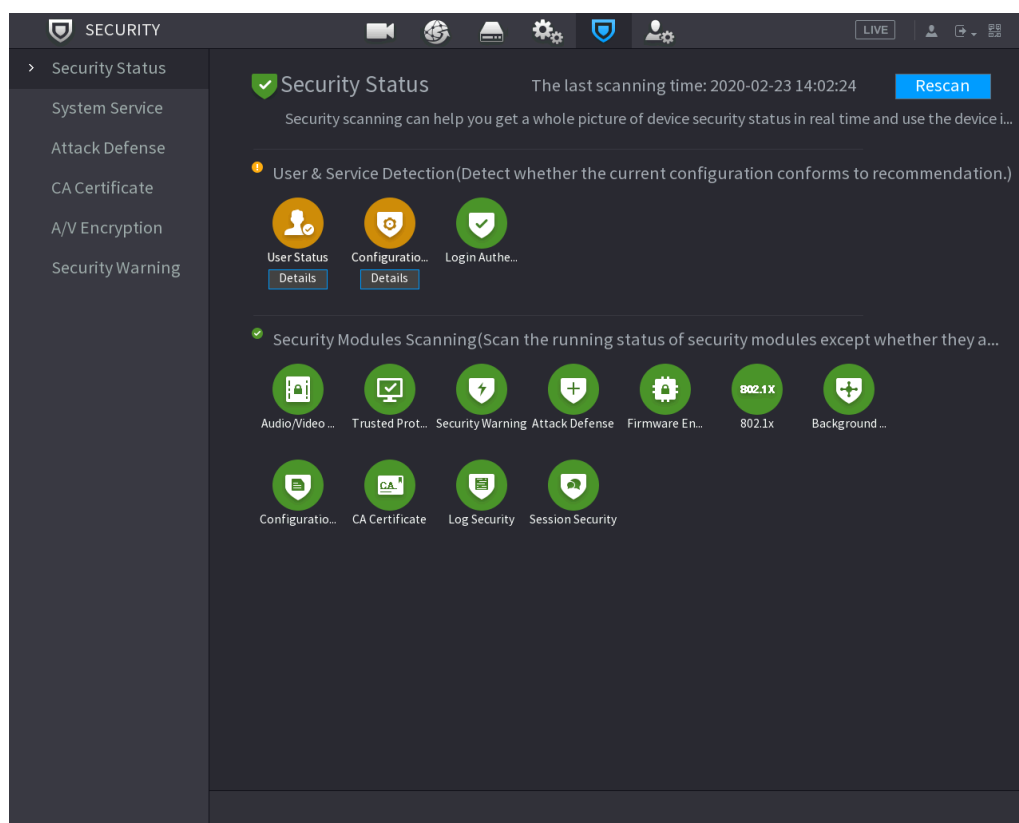 SECURITY
LIVE
Security Status
System Service
Attack Defense
CA Certificate
A/V Encryption
Security Warning
Security Status
The last scanning time: 2020-02-23 14:02:24
Rescan
Security scanning can help you get a whole picture of device security status in real time and use the device i...
User & Service Detection(Detect whether the current configuration conforms to recommendation.)
User Status
Configuratio...
Login Authe...
Details
Details
Security Modules Scanning(Scan the running status of security modules except whether they a...
802.1X
Audio/Video ...
Trusted Prot...
Security Warning
Attack Defense
Firmware En...
802.1x
Background ...
CA.
Configuratio...
CA Certificate
Log Security
Session Security